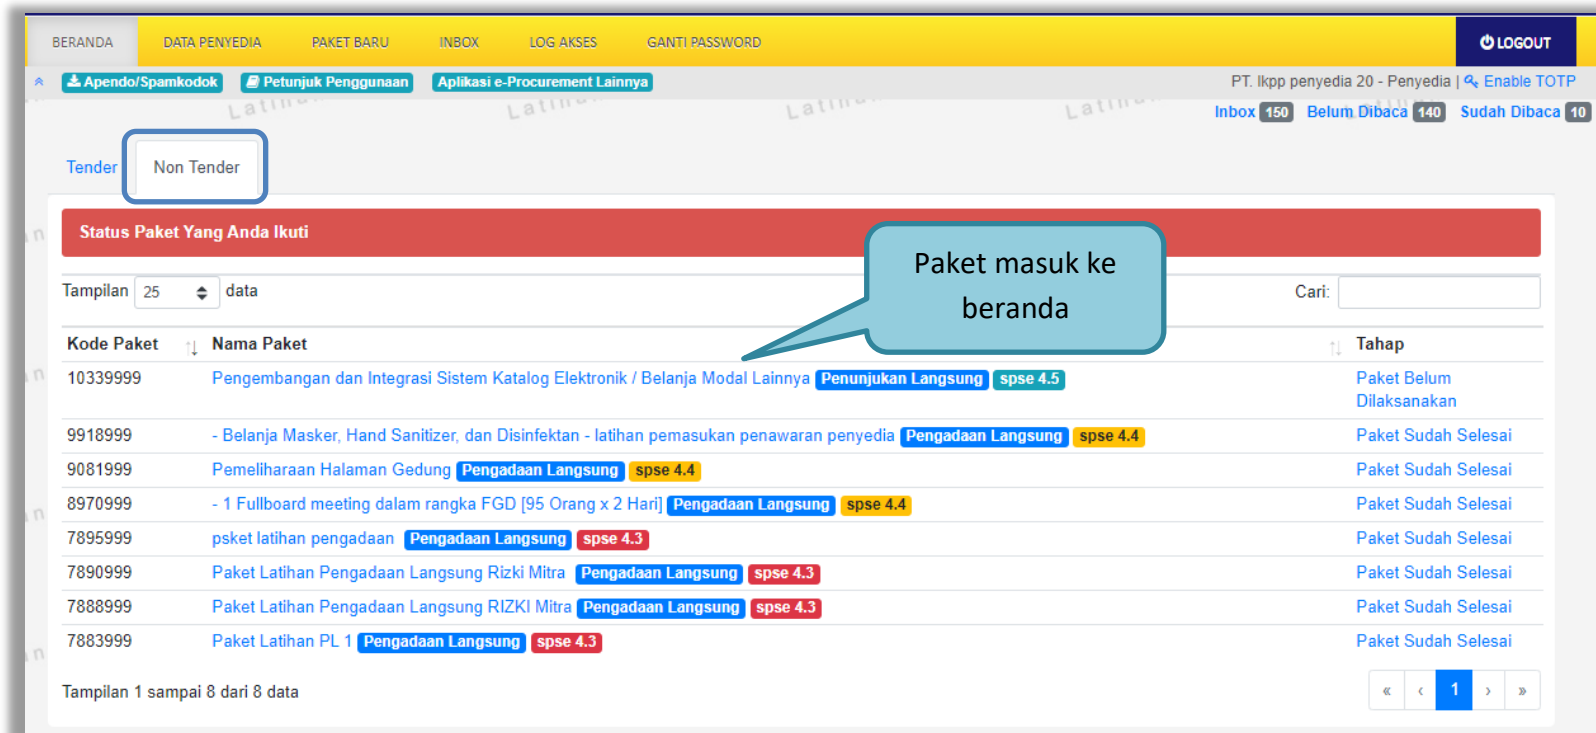 BERANDA DATA PENYEDIA PAKET BARU INBOX LOG AKSES GANTI PASSWORD LOGOUT
Apendo/Spamkodok Petunjuk Penggunaan Aplikasi e-Procurement Lainnya PT. lkpp penyedia 20 - Penyedia | Enable TOTP
Inbox 150 Belum Dibaca 140 Sudah Dibaca 10
Tender Non Tender
Status Paket Yang Anda Ikuti
Paket masuk ke
beranda
Tampilan 25 data Cari:
Kode Paket Nama Paket Tahap
10339999 Pengembangan dan Integrasi Sistem Katalog Elektronik / Belanja Modal Lainnya Penunjukan Langsung spse 4.5 Paket Belum
Dilaksanakan
9918999 - Belanja Masker, Hand Sanitizer, dan Disinfektan - latihan pemasukan penawaran penyedia Pengadaan Langsung spse 4.4 Paket Sudah Selesai
9081999 Pemeliharaan Halaman Gedung Pengadaan Langsung spse 4.4 Paket Sudah Selesai
8970999 - 1 Fullboard meeting dalam rangka FGD [95 Orang x 2 Hari] Pengadaan Langsung spse 4.4 Paket Sudah Selesai
7895999 psket latihan pengadaan Pengadaan Langsung spse 4.3 Paket Sudah Selesai
7890999 Paket Latihan Pengadaan Langsung Rizki Mitra Pengadaan Langsung spse 4.3 Paket Sudah Selesai
7888999 Paket Latihan Pengadaan Langsung RIZKI Mitra Pengadaan Langsung spse 4.3 Paket Sudah Selesai
7883999 Paket Latihan PL 1 Pengadaan Langsung spse 4.3 Paket Sudah Selesai
Tampilan 1 sampai 8 dari 8 data « ‹ 1 › »